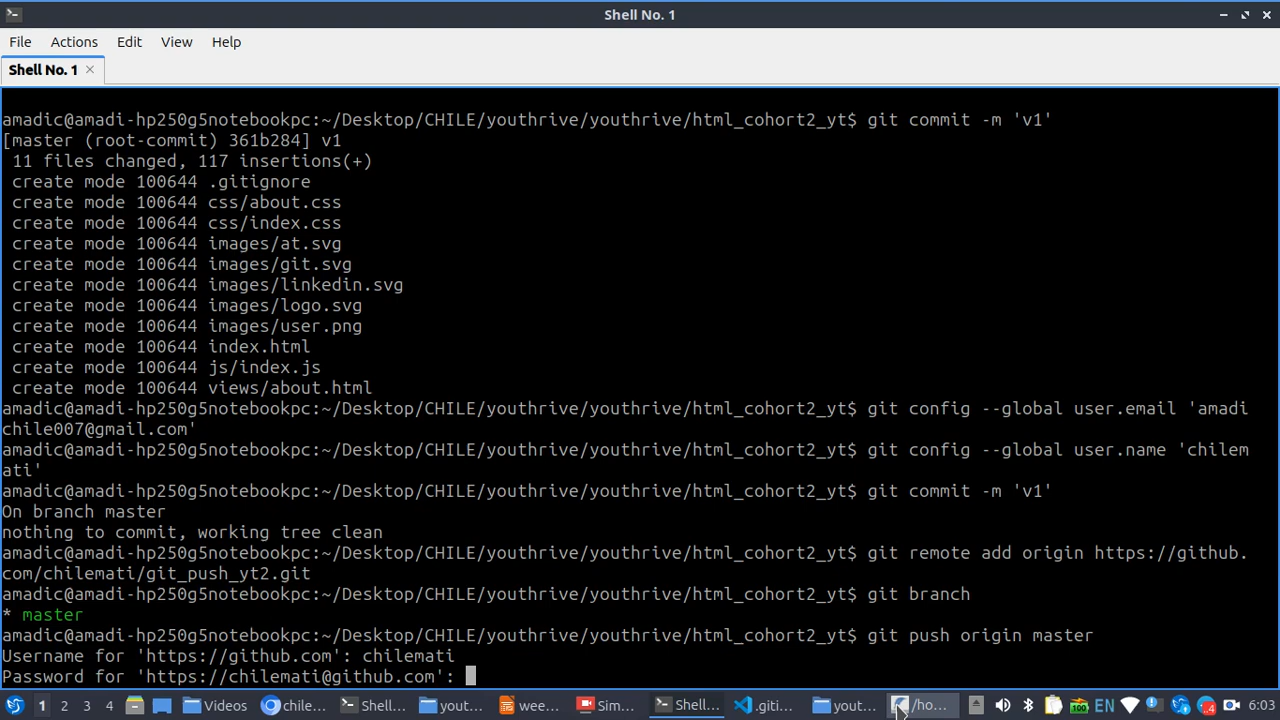 Shell No. 1
File Actions Edit View Help
Shell No. 1
amadic@amadi-hp250g5notebookpc:~/Desktop/CHILE/youthrive/youthrive/html_cohort2_yt$ git commit -m 'v1'
[master (root-commit) 361b284] v1
11 files changed, 117 insertions(+)
create mode 100644 .gitignore
create mode 100644 css/about.css
create mode 100644 css/index.css
create mode 100644 images/at.svg
create mode 100644 images/git.svg
create mode 100644 images/linkedin.svg
create mode 100644 images/logo.svg
create mode 100644 images/user.png
create mode 100644 index.html
create mode 100644 js/index.js
create mode 100644 views/about.html
amadic@amadi-hp250g5notebookpc:~/Desktop/CHILE/youthrive/youthrive/html_cohort2_yt$ git config --global user.email 'amadi
chile007@gmail.com'
amadic@amadi-hp250g5notebookpc:~/Desktop/CHILE/youthrive/youthrive/html_cohort2_yt$ git config --global user.name 'chilem
ati'
amadic@amadi-hp250g5notebookpc:~/Desktop/CHILE/youthrive/youthrive/html_cohort2_yt$ git commit -m 'v1'
On branch master
nothing to commit, working tree clean
amadic@amadi-hp250g5notebookpc:~/Desktop/CHILE/youthrive/youthrive/html_cohort2_yt$ git remote add origin https://github.
com/chilemati/git_push_yt2.git
amadic@amadi-hp250g5notebookpc:~/Desktop/CHILE/youthrive/youthrive/html_cohort2_yt$ git branch
* master
amadic@amadi-hp250g5notebookpc:~/Desktop/CHILE/youthrive/youthrive/html_cohort2_yt$ git push origin master
Username for 'https://github.com': chilemati
Password for 'https://chilemati@github.com':
1 2 3 4 Videos chile... Shell... yout... wee... Sim... Shell... .giti... yout... /ho... 100 EN 4 6:03